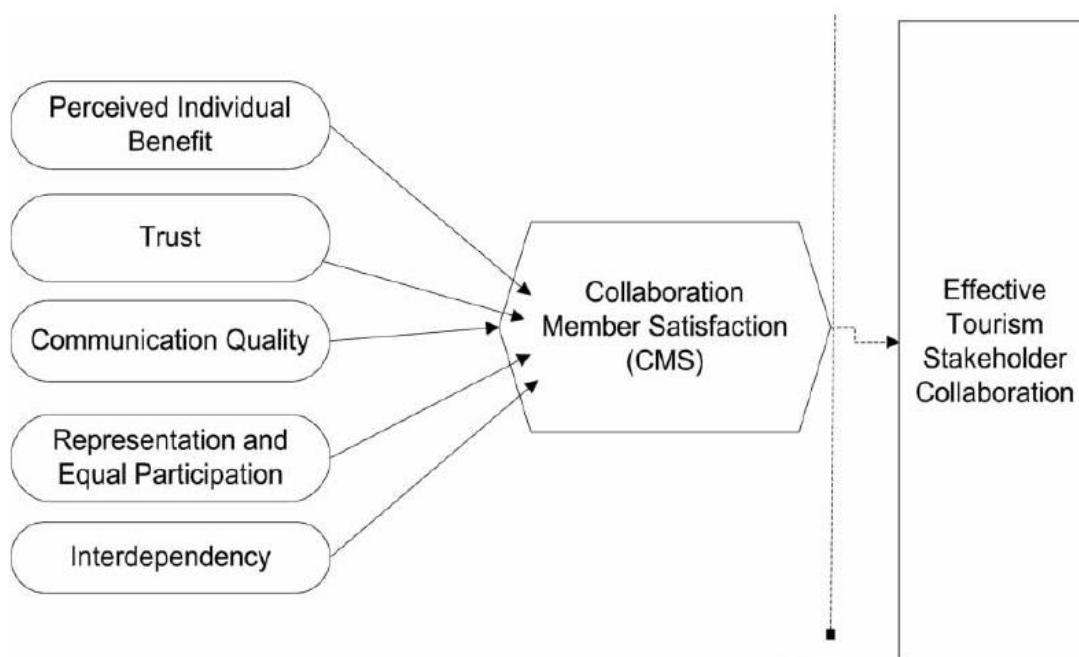 Perceived Individual
Benefit
Trust
Communication Quality
Representation and
Equal Participation
Interdependency
Collaboration
Member Satisfaction
(CMS)
Effective
Tourism
Stakeholder
Collaboration